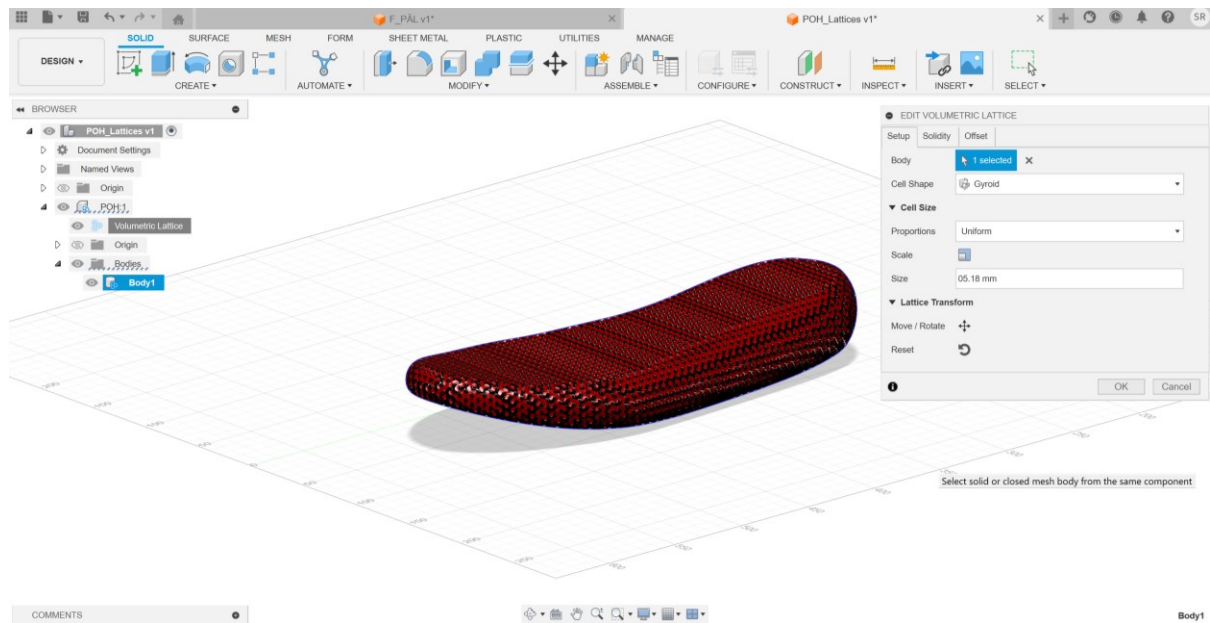 F_PÄL v1*
POH_Lattices v1*
SR
DESIGN
SOLID SURFACE MESH FORM SHEET METAL PLASTIC UTILITIES MANAGE
CREATE AUTOMATE MODIFY ASSEMBLE CONFIGURE CONSTRUCT INSPECT INSERT SELECT
BROWSER
POH_Lattices v1
Document Settings
Named Views
Origin
POH:1
Volumetric Lattice
Origin
Bodies
Body1
EDIT VOLUMETRIC LATTICE
Setup Solidity Offset
Body 1 selected
Cell Shape Gyroid
Cell Size
Proportions Uniform
Scale
Size 05.18 mm
Lattice Transform
Move / Rotate
Reset
OK Cancel
Select solid or closed mesh body from the same component
COMMENTS
Body1